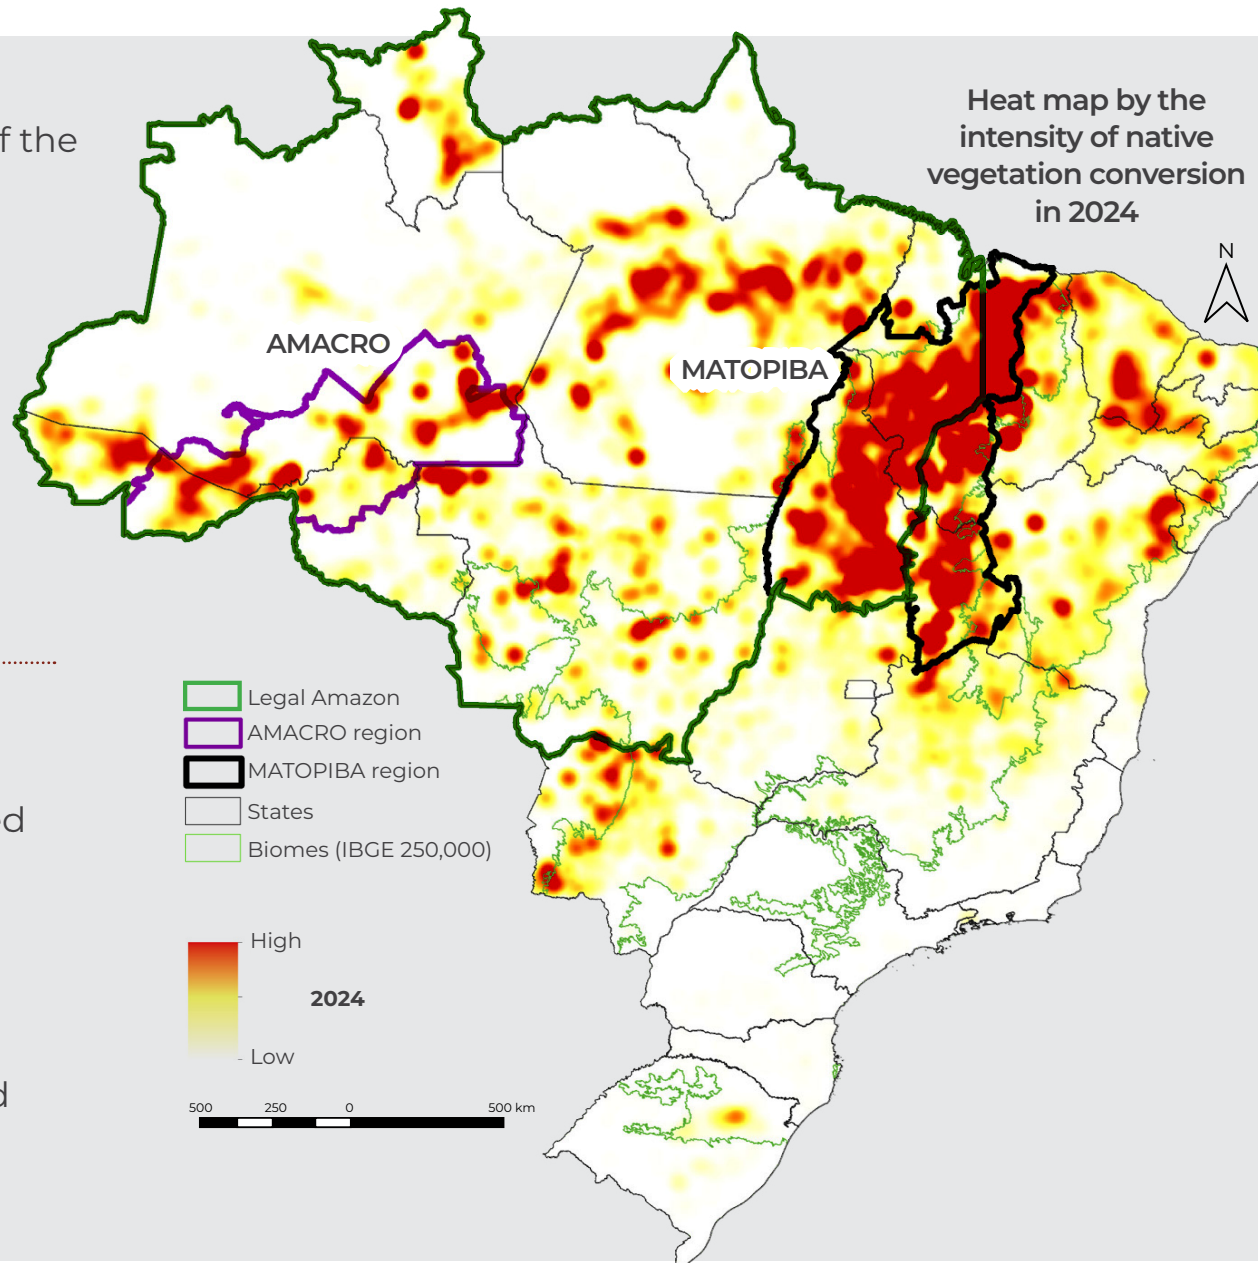 f the
Heat map by the
intensity of native
vegetation conversion
in 2024
N
AMACRO
MATOPIBA
Legal Amazon
AMACRO region
MATOPIBA region
States
Biomes (IBGE 250,000)
ed
High
2024
Low
d
500 250 0 500 km